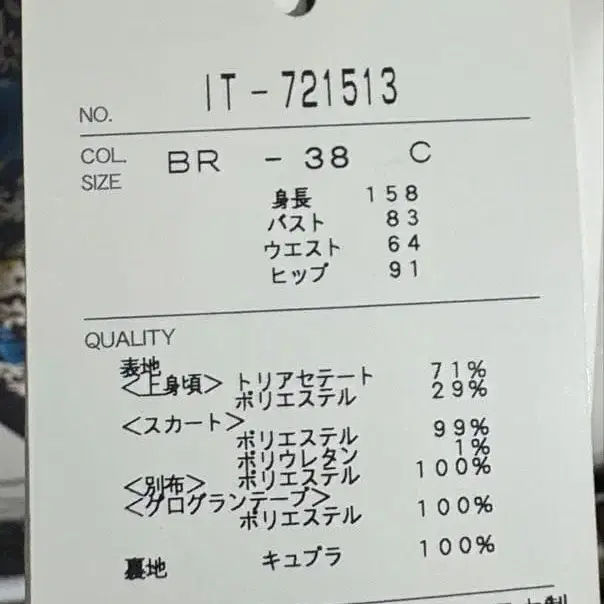 NO. IT-721513
COL. SIZE BR - 38 C
身長 158
バスト 83
ウエスト 64
ヒップ 91
QUALITY
表地
<上身頃> トリアセテート 71%
ポリエステル 29%
<スカート>
ポリエステル 99%
ポリウレタン 1%
<別布> ポリエステル 100%
<グログランテープ>
ポリエステル 100%
裏地 キュプラ 100%
製